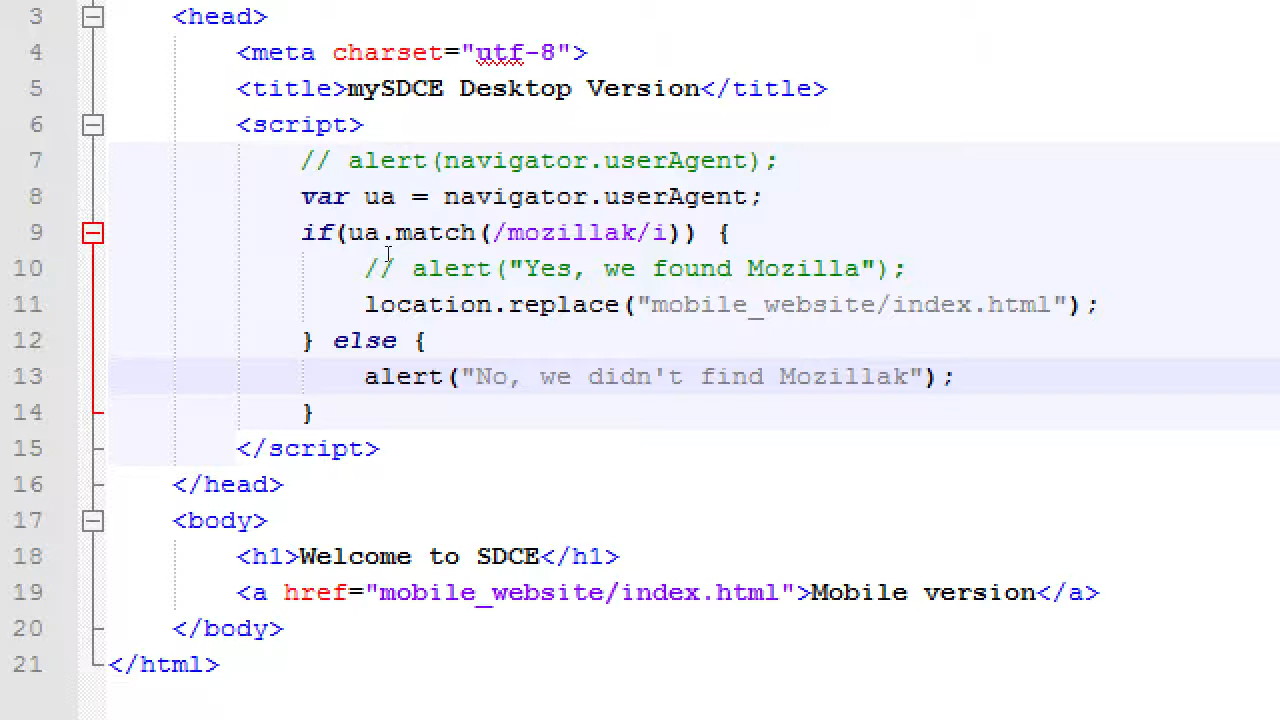 3 <head>
4 <meta charset="utf-8">
5 <title>mySDCE Desktop Version</title>
6 <script>
7 // alert(navigator.userAgent);
8 var ua = navigator.userAgent;
9 if(ua.match(/mozillak/i)) {
10 // alert("Yes, we found Mozilla");
11 location.replace("mobile_website/index.html");
12 } else {
13 alert("No, we didn't find Mozillak");
14 }
15 </script>
16 </head>
17 <body>
18 <h1>Welcome to SDCE</h1>
19 <a href="mobile_website/index.html">Mobile version</a>
20 </body>
21 </html>